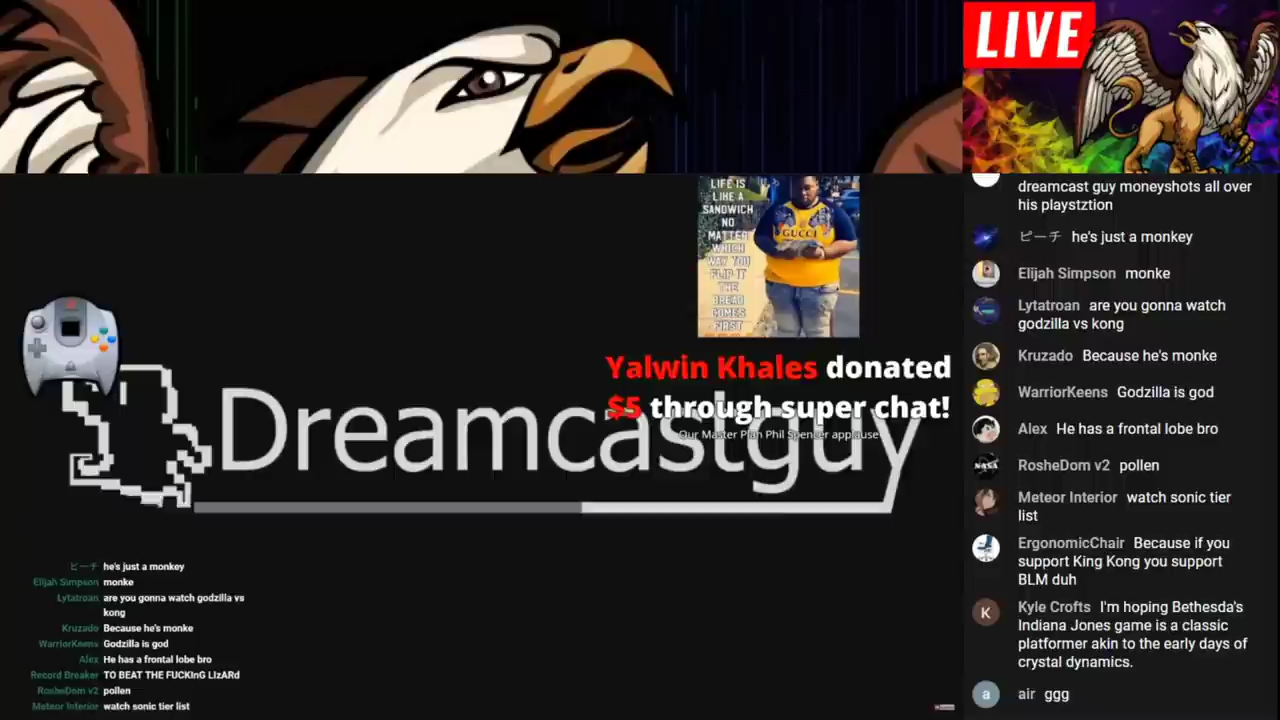 LIVE
LIFE IS
LIKE A
SANDWICH
NO
MATTER
WHICH
WAY YOU
FLIP IT
THE
BREAD
COMES
FIRST
GUCCI
Yalwin Khales donated
$5 through super chat!
Our Master Plan Phil Spencer applause
Dreamcastguy
ピーチ he's just a monkey
Elijah Simpson monke
Lytatroan are you gonna watch godzilla vs
kong
Kruzado Because he's monke
WarriorKeens Godzilla is god
Alex He has a frontal lobe bro
Record Breaker TO BEAT THE FUCKInG LIzARd
RosheDom v2 pollen
Meteor Interior watch sonic tier list
dreamcast guy moneyshots all over
his playstztion
ピーチ he's just a monkey
Elijah Simpson monke
Lytatroan are you gonna watch
godzilla vs kong
Kruzado Because he's monke
WarriorKeens Godzilla is god
Alex He has a frontal lobe bro
NASA
RosheDom v2 pollen
Meteor Interior watch sonic tier
list
ErgonomicChair Because if you
support King Kong you support
BLM duh
K
Kyle Crofts I'm hoping Bethesda's
Indiana Jones game is a classic
platformer akin to the early days of
crystal dynamics.
a
air ggg